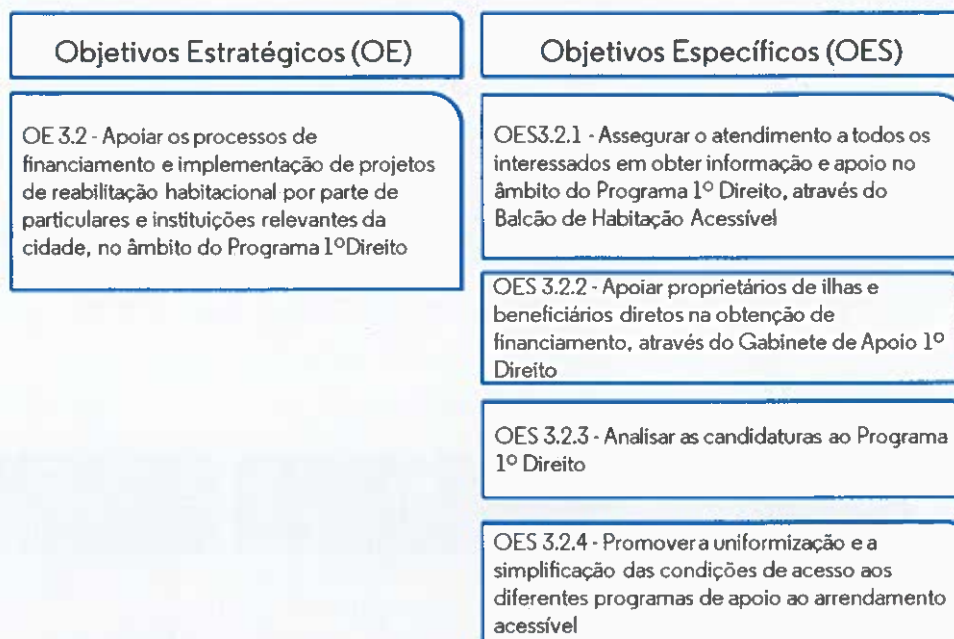 Objetivos Estratégicos (OE)
OE 3.2 - Apoiar os processos de
financiamento e implementação de projetos
de reabilitação habitacional por parte de
particulares e instituições relevantes da
cidade, no âmbito do Programa 1ºDireito
Objetivos Específicos (OES)
OES3.2.1 - Assegurar o atendimento a todos os
interessados em obter informação e apoio no
âmbito do Programa 1º Direito, através do
Balcão de Habitação Acessível
OES 3.2.2 - Apoiar proprietários de ilhas e
beneficiários diretos na obtenção de
financiamento, através do Gabinete de Apoio 1º
Direito
OES 3.2.3 - Analisar as candidaturas ao Programa
1º Direito
OES 3.2.4 - Promover a uniformização e a
simplificação das condições de acesso aos
diferentes programas de apoio ao arrendamento
acessível